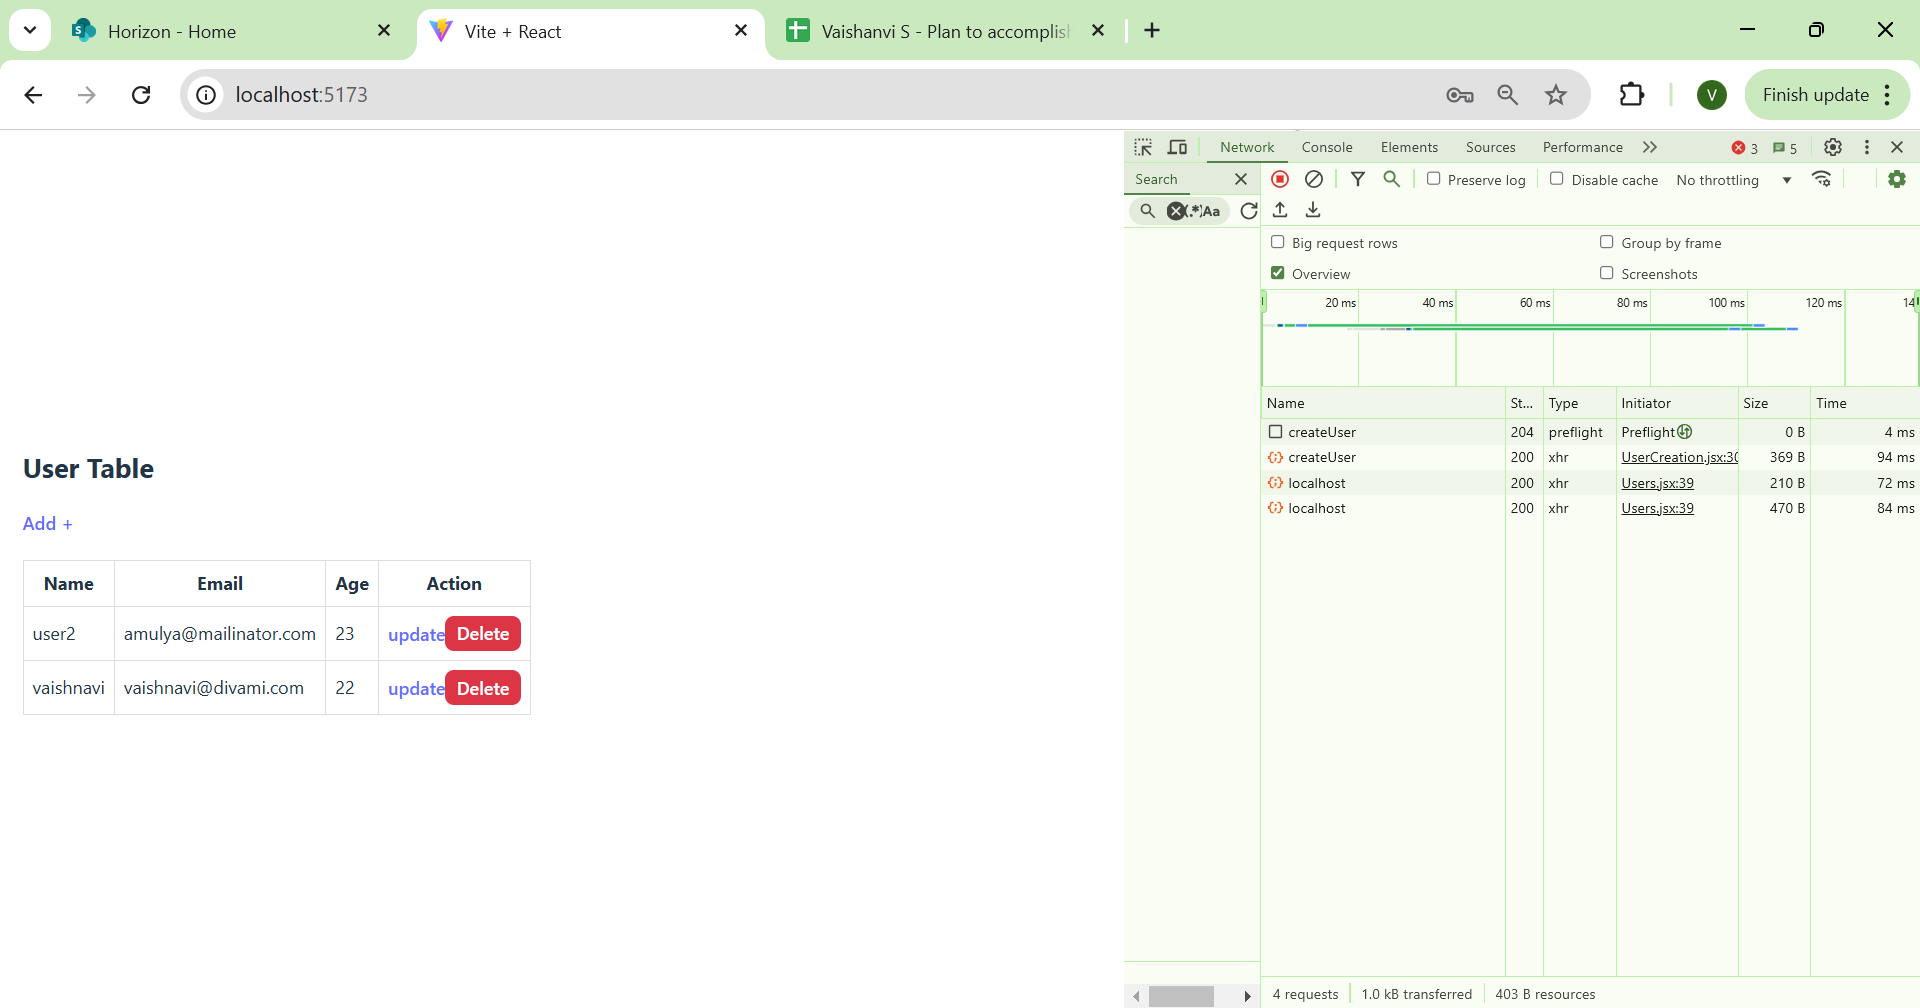 Horizon - Home
Vite + React
Vaishanvi S - Plan to accomplish
localhost:5173
V
Finish update
Network Console Elements Sources Performance
3 5
Search
Preserve log Disable cache No throttling
(.*) Aa
Big request rows Group by frame
Overview Screenshots
20 ms 40 ms 60 ms 80 ms 100 ms 120 ms 14
Name St... Type Initiator Size Time
createUser 204 preflight Preflight 0 B 4 ms
createUser 200 xhr UserCreation.jsx:30 369 B 94 ms
localhost 200 xhr Users.jsx:39 210 B 72 ms
localhost 200 xhr Users.jsx:39 470 B 84 ms
4 requests 1.0 kB transferred 403 B resources
User Table
Add +
Name Email Age Action
user2 amulya@mailinator.com 23 update Delete
vaishnavi vaishnavi@divami.com 22 update Delete